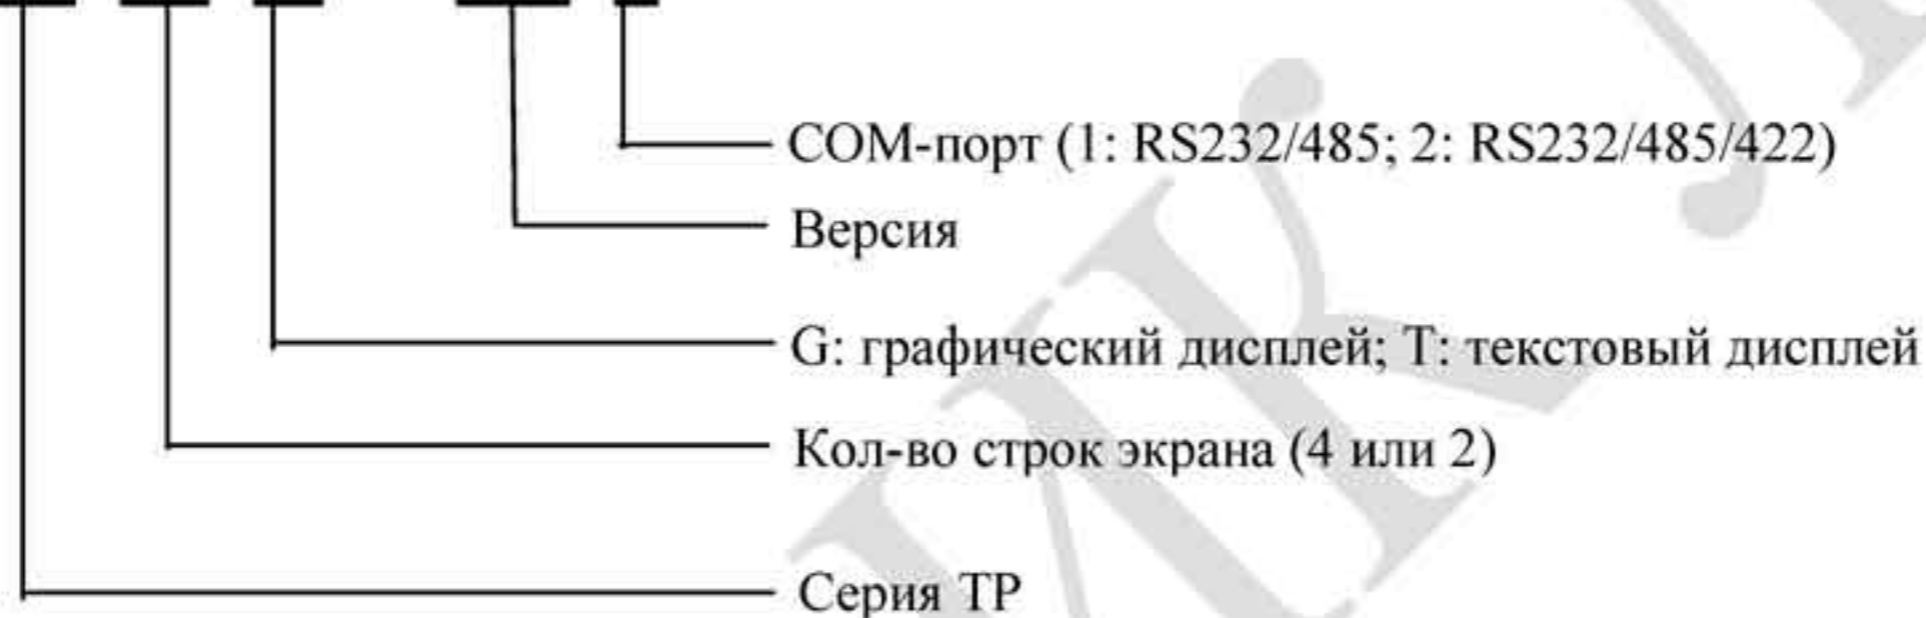 COM-порт (1: RS232/485; 2: RS232/485/422)
Версия
G: графический дисплей; T: текстовый дисплей
Кол-во строк экрана (4 или 2)
Серия TP